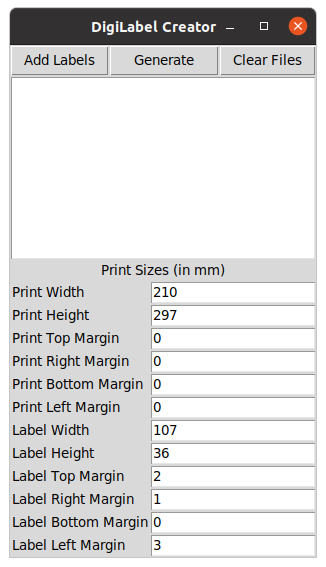 DigiLabel Creator
Add Labels Generate Clear Files
Print Sizes (in mm)
Print Width 210
Print Height 297
Print Top Margin 0
Print Right Margin 0
Print Bottom Margin 0
Print Left Margin 0
Label Width 107
Label Height 36
Label Top Margin 2
Label Right Margin 1
Label Bottom Margin 0
Label Left Margin 3